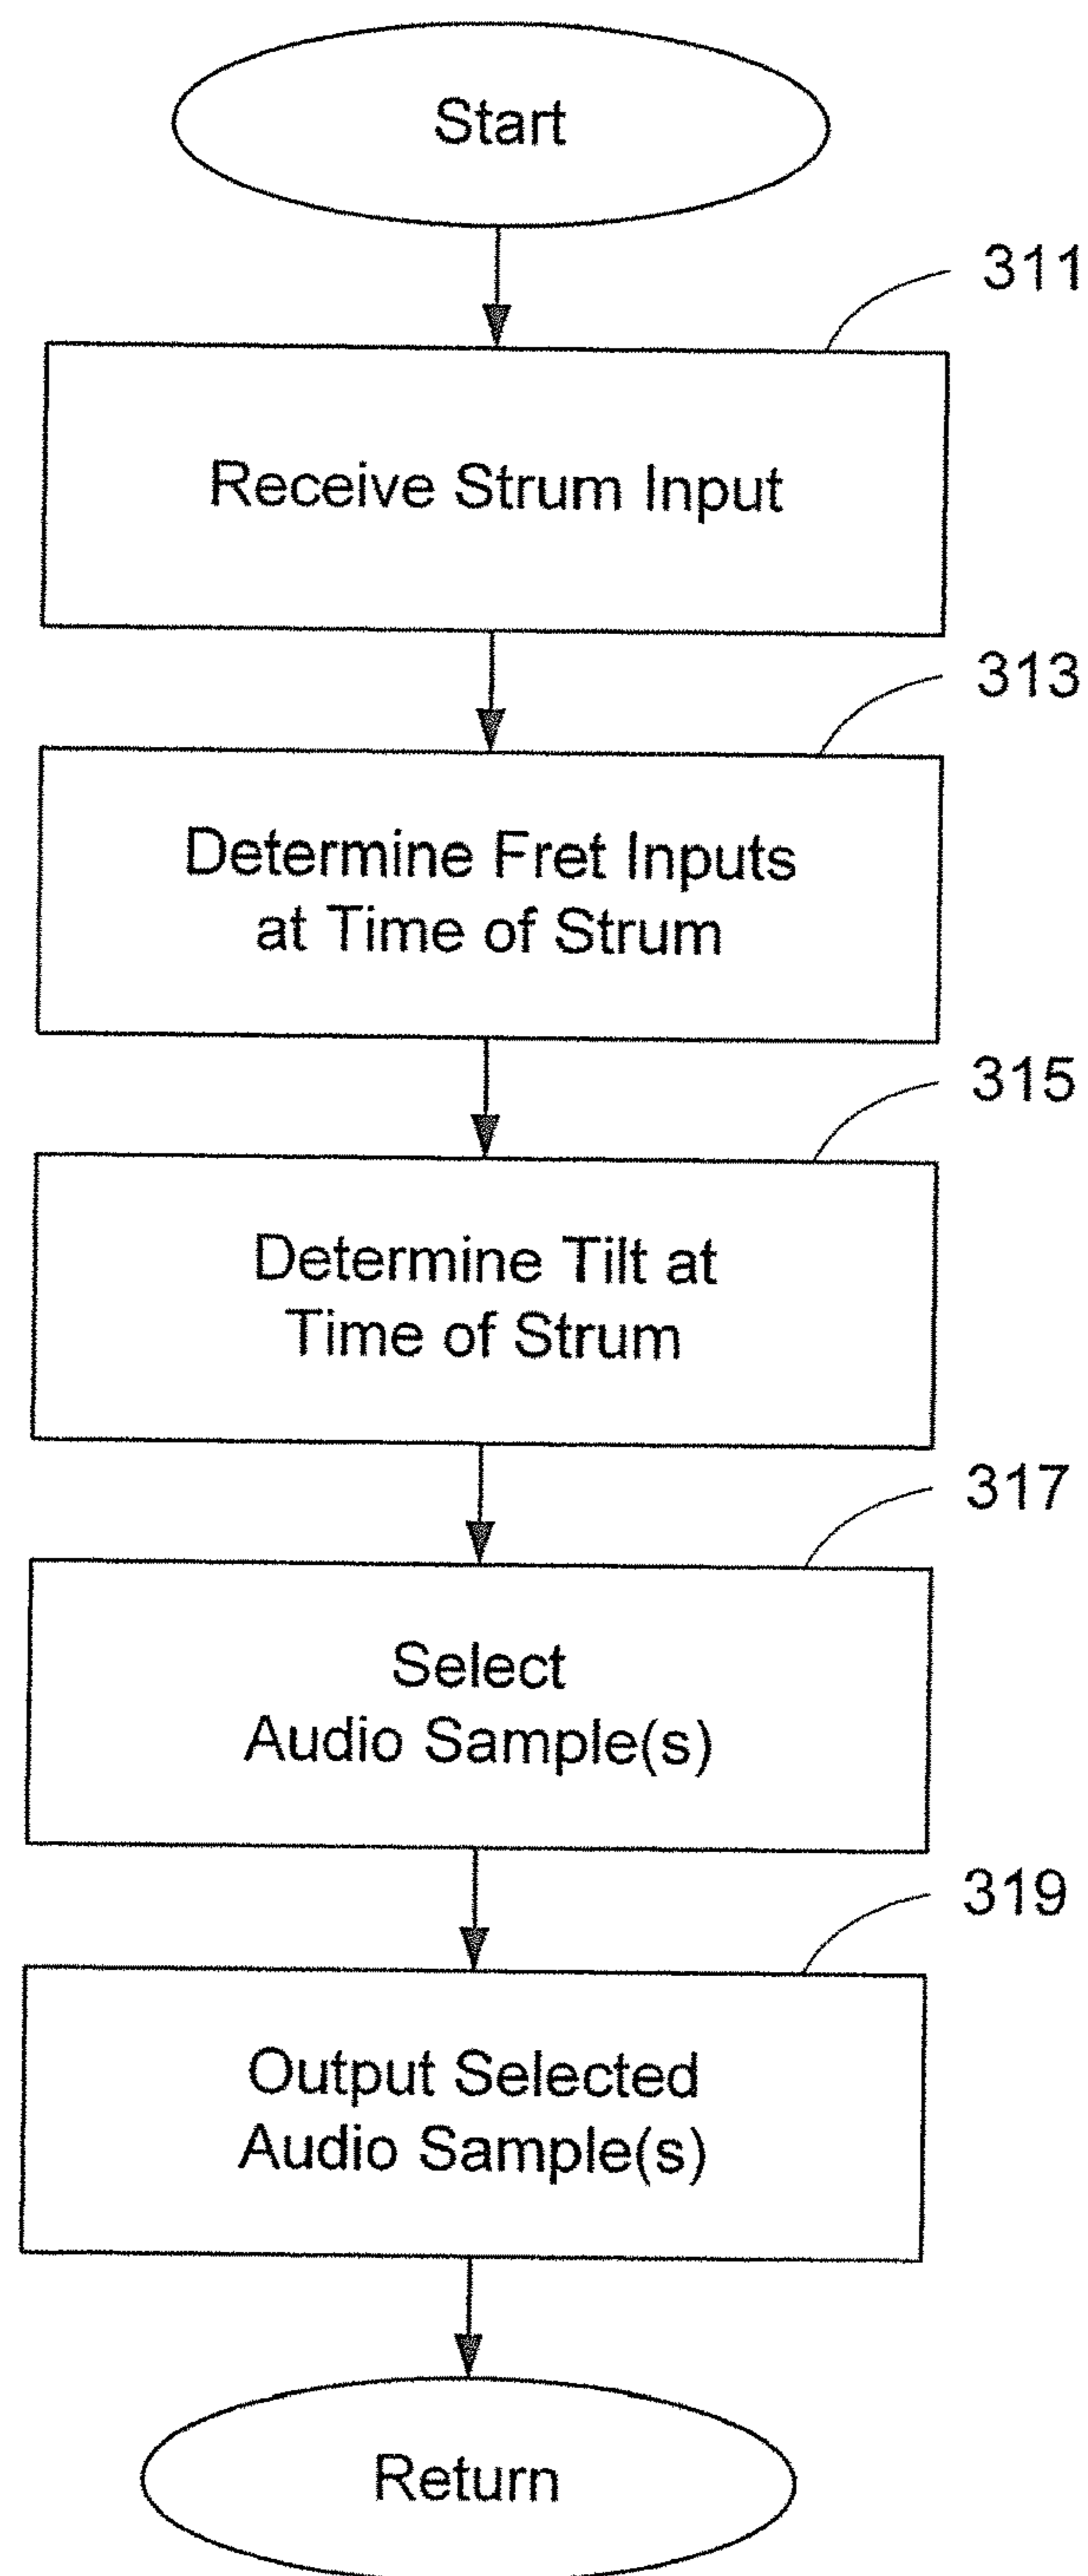 Start
311
Receive Strum Input
313
Determine Fret Inputs
at Time of Strum
315
Determine Tilt at
Time of Strum
317
Select
Audio Sample(s)
319
Output Selected
Audio Sample(s)
Return